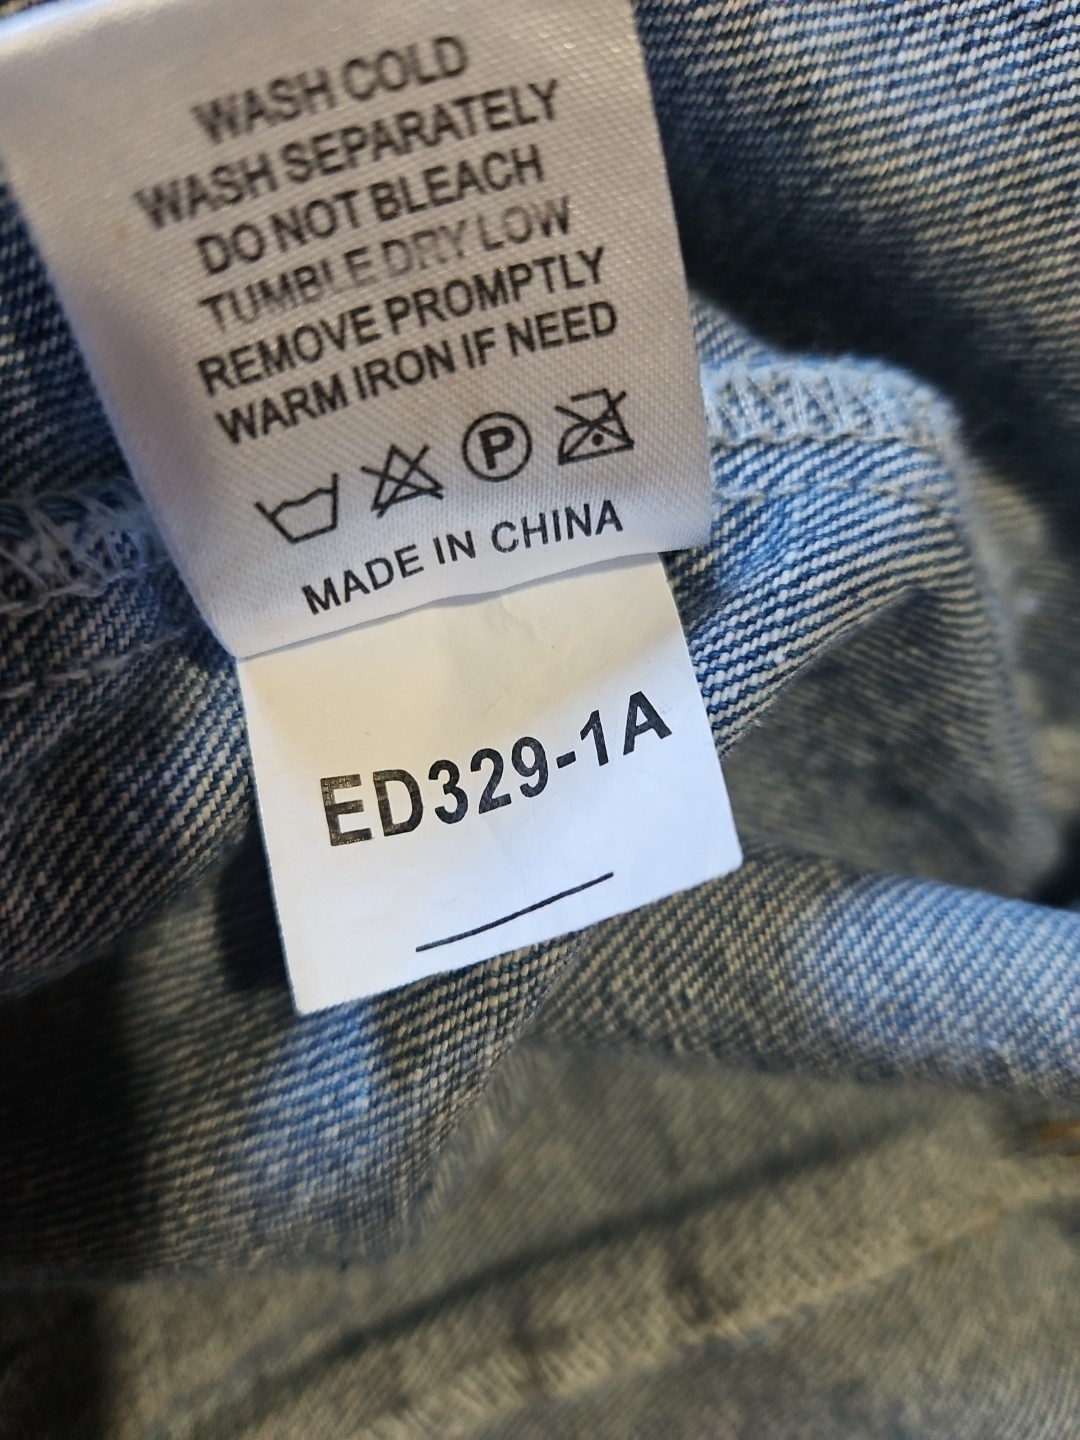 WASH COLD
WASH SEPARATELY
DO NOT BLEACH
TUMBLE DRY LOW
REMOVE PROMPTLY
WARM IRON IF NEED
P
MADE IN CHINA
ED329-1A